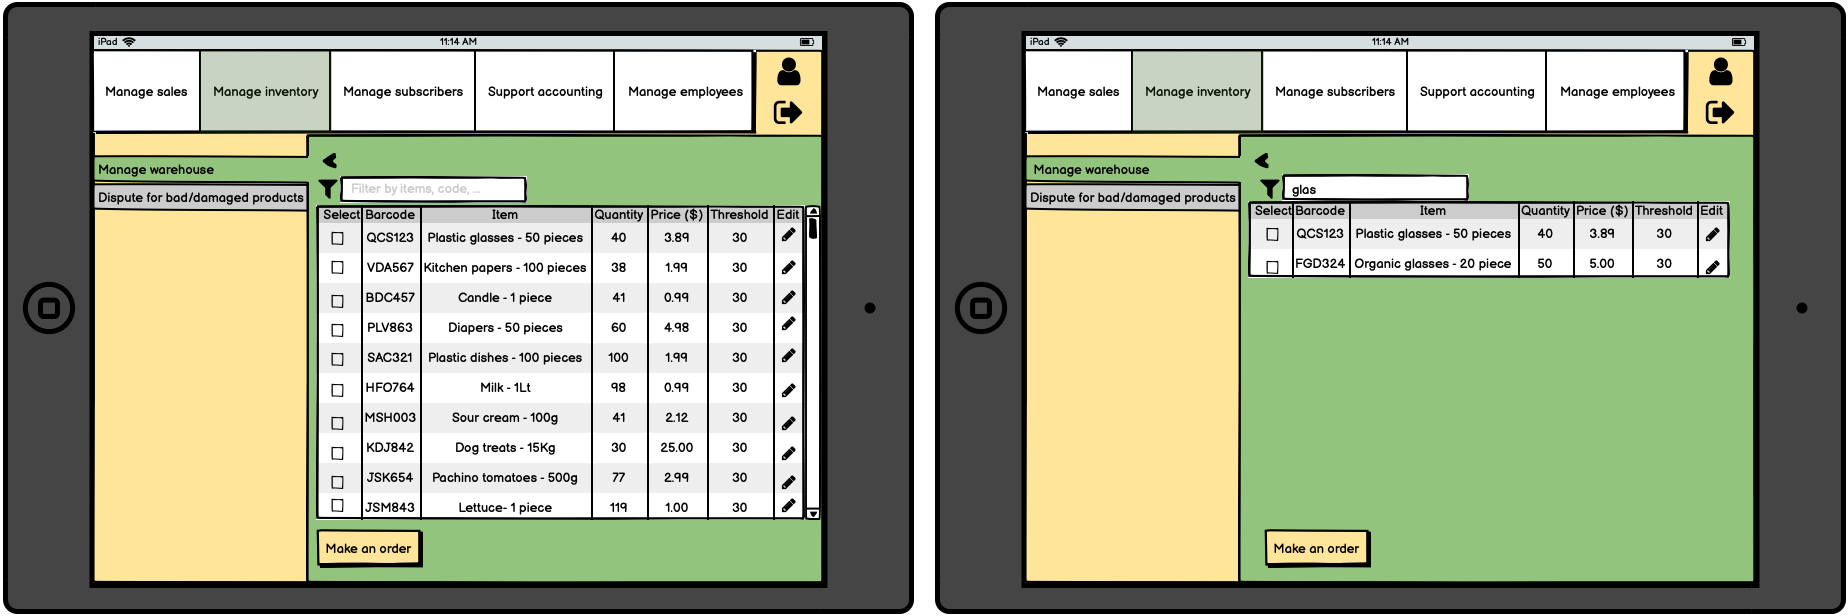 iPad 11:14 AM
Manage sales Manage inventory Manage subscribers Support accounting Manage employees
Manage warehouse
Dispute for bad/damaged products
Filter by items, code, ...
Select Barcode Item Quantity Price ($) Threshold Edit
QCS123 Plastic glasses - 50 pieces 40 3.89 30
VDA567 Kitchen papers - 100 pieces 38 1.99 30
BDC457 Candle - 1 piece 41 0.99 30
PLV863 Diapers - 50 pieces 60 4.98 30
SAC321 Plastic dishes - 100 pieces 100 1.99 30
HFO764 Milk - 1Lt 98 0.99 30
MSH003 Sour cream - 100g 41 2.12 30
KDJ842 Dog treats - 15Kg 30 25.00 30
JSK654 Pachino tomatoes - 500g 77 2.99 30
JSM843 Lettuce- 1 piece 119 1.00 30
Make an order
iPad 11:14 AM
Manage sales Manage inventory Manage subscribers Support accounting Manage employees
Manage warehouse
Dispute for bad/damaged products
glas
Select Barcode Item Quantity Price ($) Threshold Edit
QCS123 Plastic glasses - 50 pieces 40 3.89 30
FGD324 Organic glasses - 20 piece 50 5.00 30
Make an order